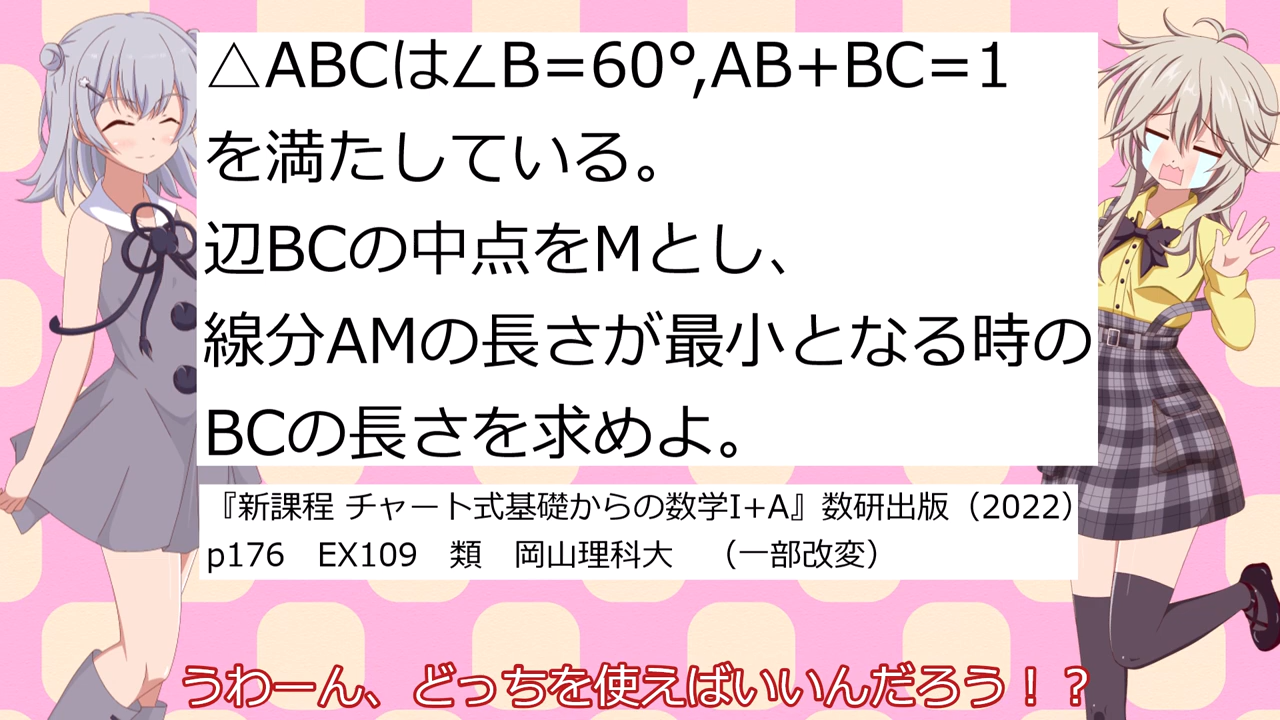 △ABCは∠B=60°,AB+BC=1
を満たしている。
辺BCの中点をMとし、
線分AMの長さが最小となる時の
BCの長さを求めよ。
『新課程 チャート式基礎からの数学I+A』数研出版（2022）
p176　EX109　類　岡山理科大　（一部改変）
うわーん、どっちを使えばいいんだろう！？